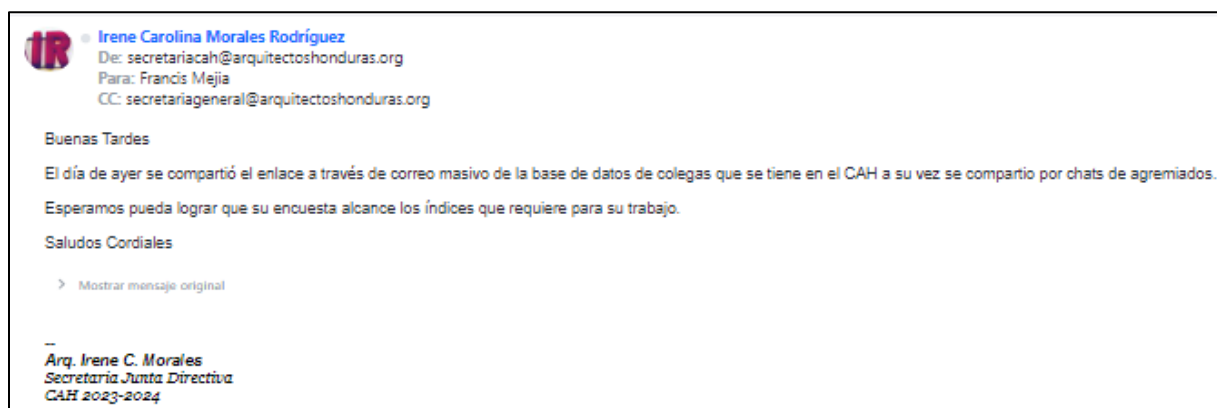 IR
Irene Carolina Morales Rodríguez
De: secretariacah@arquitectoshonduras.org
Para: Francis Mejia
CC: secretariageneral@arquitectoshonduras.org
Buenas Tardes
El día de ayer se compartió el enlace a través de correo masivo de la base de datos de colegas que se tiene en el CAH a su vez se compartio por chats de agremiados.
Esperamos pueda lograr que su encuesta alcance los índices que requiere para su trabajo.
Saludos Cordiales
> Mostrar mensaje original
--
Arq. Irene C. Morales
Secretaria Junta Directiva
CAH 2023-2024